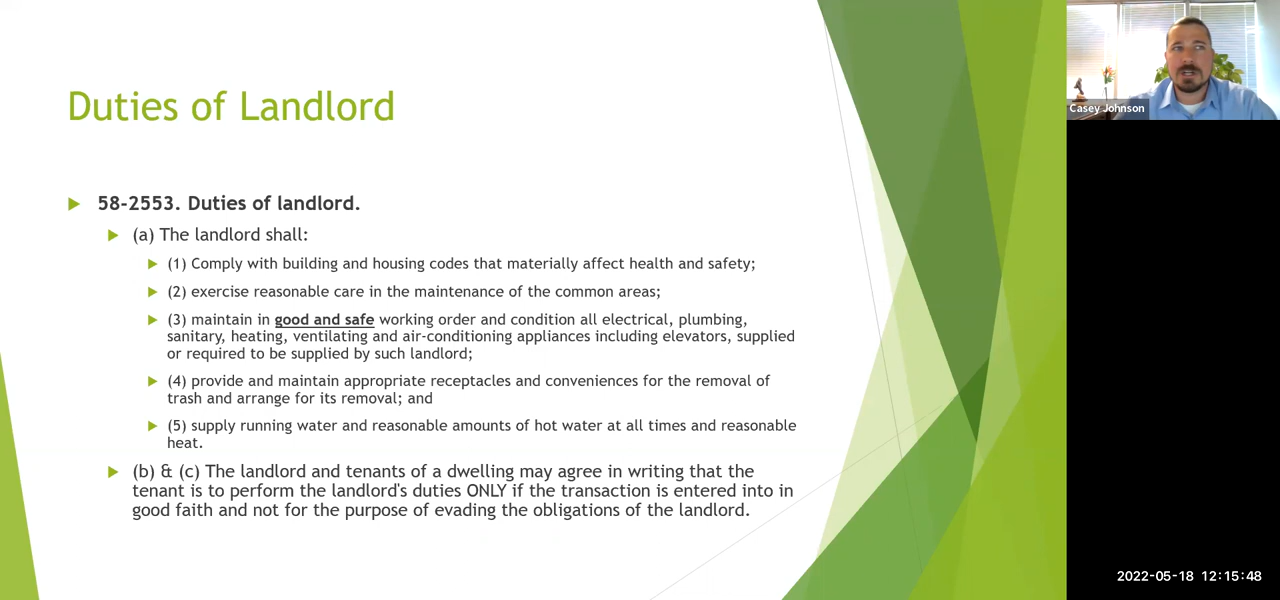 Duties of Landlord
58-2553. Duties of landlord.
(a) The landlord shall:
(1) Comply with building and housing codes that materially affect health and safety;
(2) exercise reasonable care in the maintenance of the common areas;
(3) maintain in good and safe working order and condition all electrical, plumbing,
sanitary, heating, ventilating and air-conditioning appliances including elevators, supplied
or required to be supplied by such landlord;
(4) provide and maintain appropriate receptacles and conveniences for the removal of
trash and arrange for its removal; and
(5) supply running water and reasonable amounts of hot water at all times and reasonable
heat.
(b) & (c) The landlord and tenants of a dwelling may agree in writing that the
tenant is to perform the landlord's duties ONLY if the transaction is entered into in
good faith and not for the purpose of evading the obligations of the landlord.
Casey Johnson
2022-05-18 12:15:48